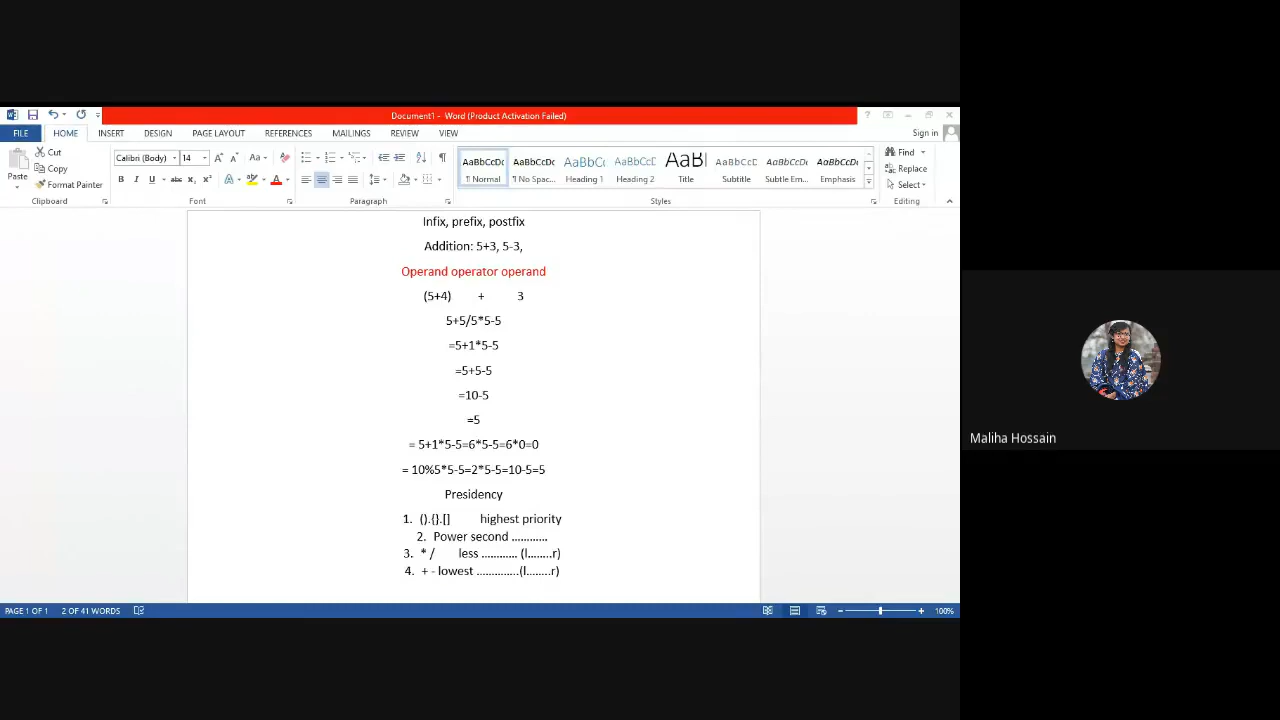 Document1 - Word (Product Activation Failed)
FILE HOME INSERT DESIGN PAGE LAYOUT REFERENCES MAILINGS REVIEW VIEW Sign in
Paste Cut Copy Format Painter
Calibri (Body) 14
AaBbCcDc AaBbCcDc AaBbCc AaBbCcD AaBl AaBbCcD AaBbCcDc AaBbCcDc
¶ Normal ¶ No Spac... Heading 1 Heading 2 Title Subtitle Subtle Em... Emphasis
Find Replace Select
Clipboard Font Paragraph Styles Editing
Infix, prefix, postfix
Addition: 5+3, 5-3,
Operand operator operand
(5+4) + 3
5+5/5*5-5
=5+1*5-5
=5+5-5
=10-5
=5
= 5+1*5-5=6*5-5=6*0=0
= 10%5*5-5=2*5-5=10-5=5
Presidency
1. ().{}.[] highest priority
2. Power second ............
3. * / less ............ (l........r)
4. + - lowest ..............(l........r)
PAGE 1 OF 1 2 OF 41 WORDS 100%
Maliha Hossain